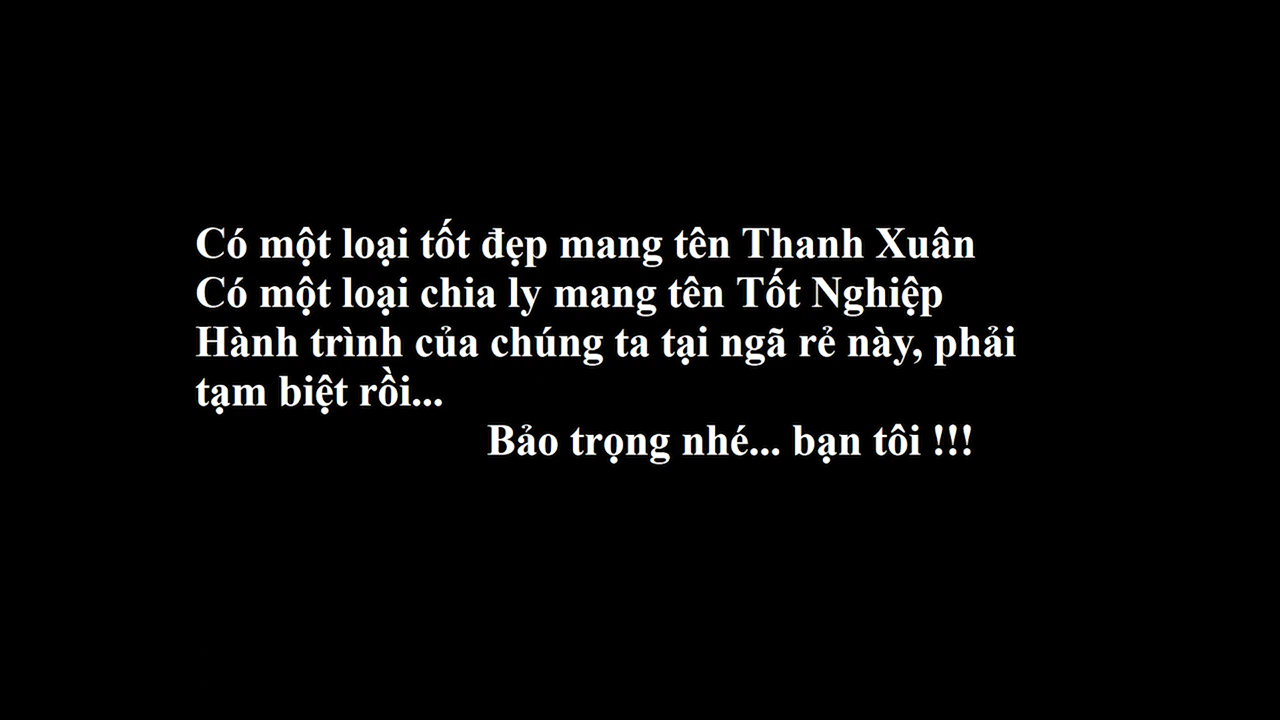 Có một loại tốt đẹp mang tên Thanh Xuân
Có một loại chia ly mang tên Tốt Nghiệp
Hành trình của chúng ta tại ngã rẻ này, phải
tạm biệt rồi...
Bảo trọng nhé... bạn tôi !!!